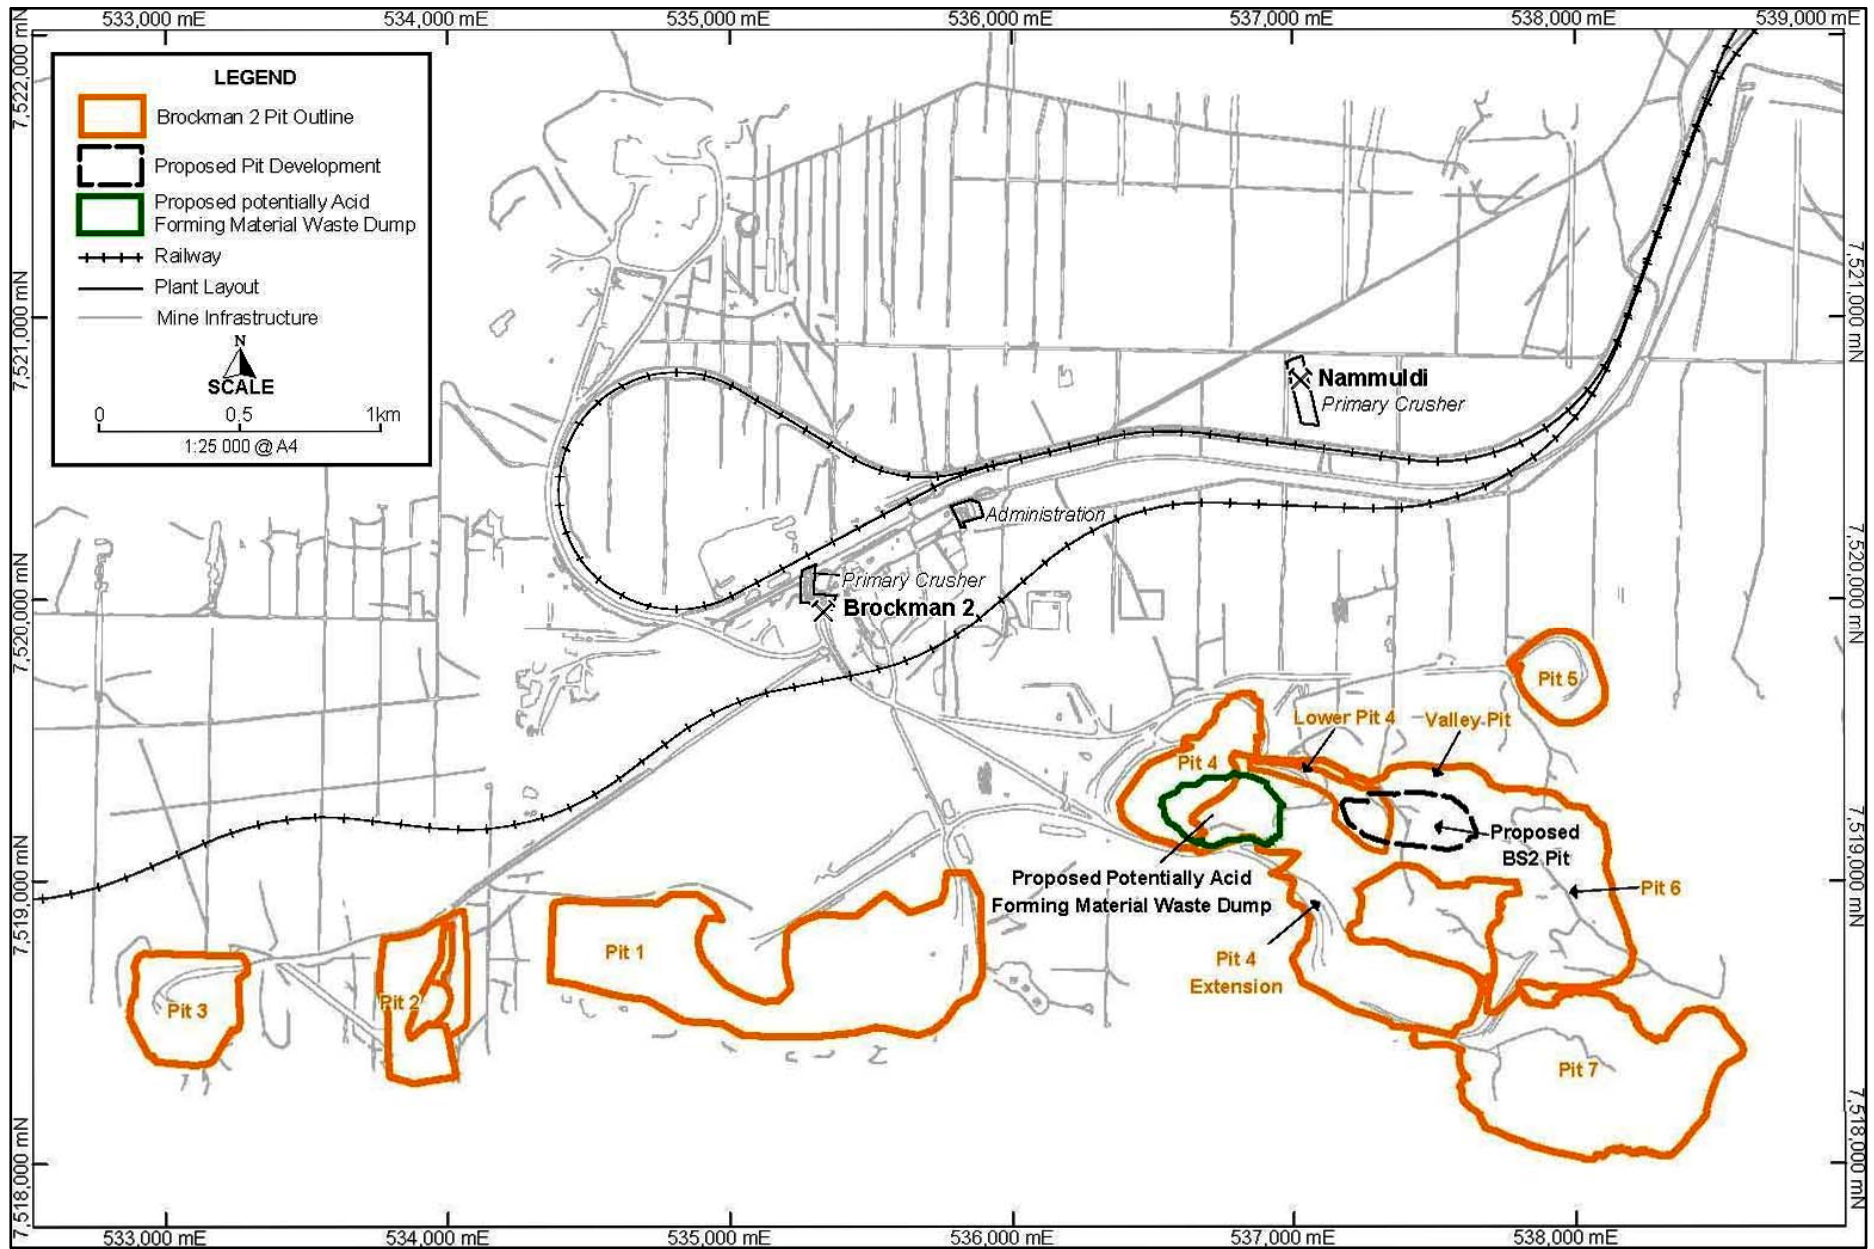 533,000 mE
534,000 mE
535,000 mE
536,000 mE
537,000 mE
538,000 mE
539,000 mE
7,522,000 mN
7,521,000 mN
7,520,000 mN
7,519,000 mN
7,518,000 mN
LEGEND
Brockman 2 Pit Outline
Proposed Pit Development
Proposed potentially Acid
Forming Material Waste Dump
Railway
Plant Layout
Mine Infrastructure
N
SCALE
0 0.5 1km
1:25 000 @ A4
Nammuldi
Primary Crusher
Administration
Primary Crusher
Brockman 2
Pit 5
Lower Pit 4
Valley Pit
Pit 4
Proposed
BS2 Pit
Proposed Potentially Acid
Forming Material Waste Dump
Pit 6
Pit 4
Extension
Pit 1
Pit 2
Pit 3
Pit 7
7,521,000 mN
7,520,000 mN
7,519,000 mN
7,518,000 mN
533,000 mE
534,000 mE
535,000 mE
536,000 mE
537,000 mE
538,000 mE